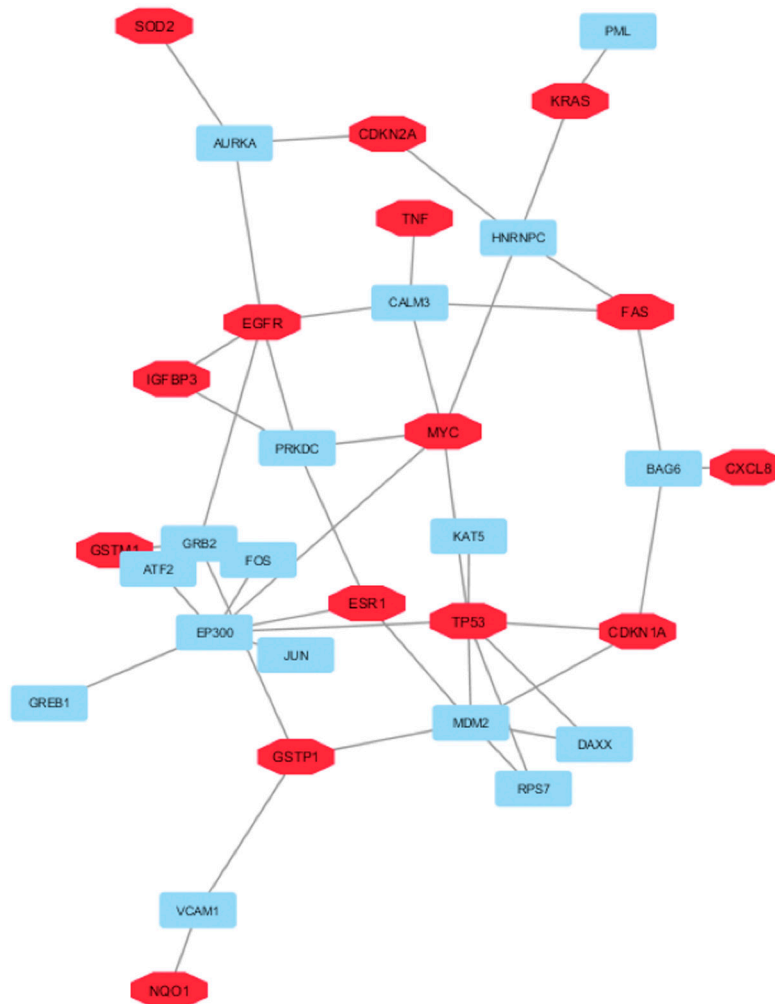 SOD2
PML
KRAS
CDKN2A
AURKA
TNF
HNRNPC
CALM3
FAS
EGFR
IGFBP3
MYC
PRKDC
BAG6
CXCL8
KAT5
GRB2
GSTM1
FOS
ATF2
ESR1
TP53
CDKN1A
EP300
JUN
GREB1
MDM2
DAXX
GSTP1
RPS7
VCAM1
NQO1